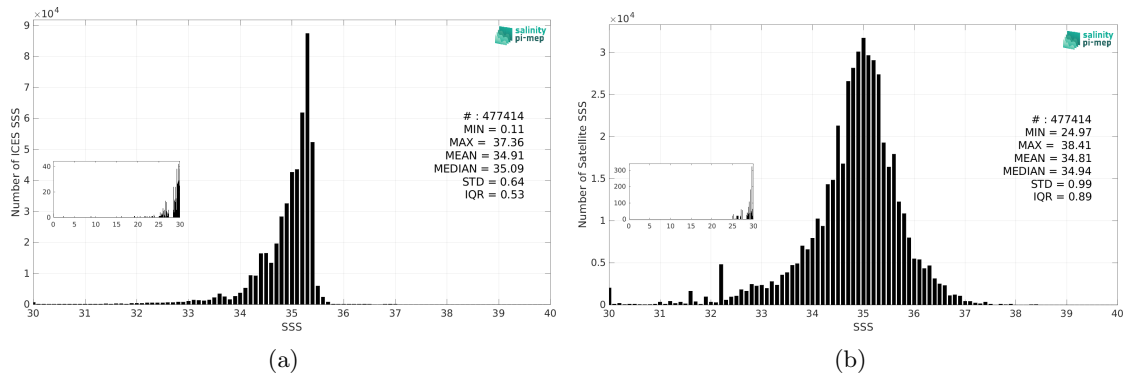 ×10⁴
9
8
7
6
5
4
3
2
1
0
Number of ICES SSS
30 31 32 33 34 35 36 37 38 39 40
SSS
salinity
pi-mep
# : 477414
MIN = 0.11
MAX = 37.36
MEAN = 34.91
MEDIAN = 35.09
STD = 0.64
IQR = 0.53
40
20
0
0 5 10 15 20 25 30
(a)
×10⁴
3
2.5
2
1.5
1
0.5
0
Number of Satellite SSS
30 31 32 33 34 35 36 37 38 39 40
SSS
salinity
pi-mep
# : 477414
MIN = 24.97
MAX = 38.41
MEAN = 34.81
MEDIAN = 34.94
STD = 0.99
IQR = 0.89
300
200
100
0
0 5 10 15 20 25 30
(b)